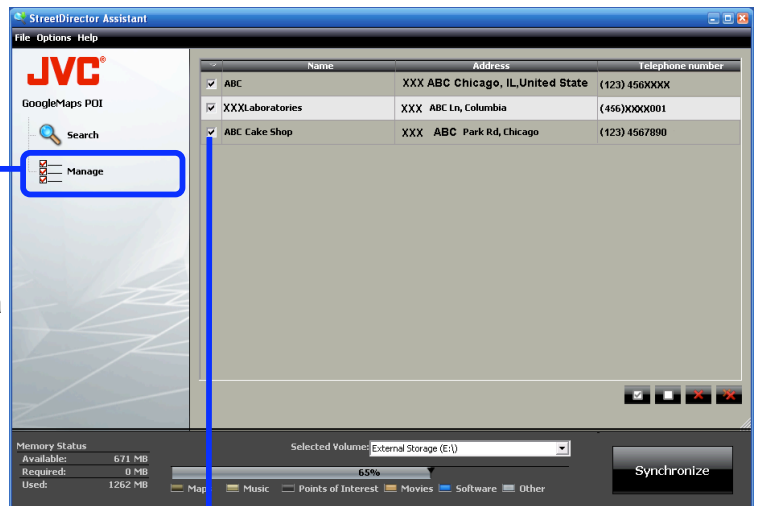 StreetDirector Assistant
File Options Help
JVC®
GoogleMaps POI
Search
Manage
Name Address Telephone number
ABC XXX ABC Chicago, IL,United State (123) 456XXXX
XXXLaboratories XXX ABC Ln, Columbia (456)XXXX001
ABC Cake Shop XXX ABC Park Rd, Chicago (123) 4567890
Memory Status
Available: 671 MB
Required: 0 MB
Used: 1262 MB
Selected Volume: External Storage (E:\)
65%
Maps Music Points of Interest Movies Software Other
Synchronize